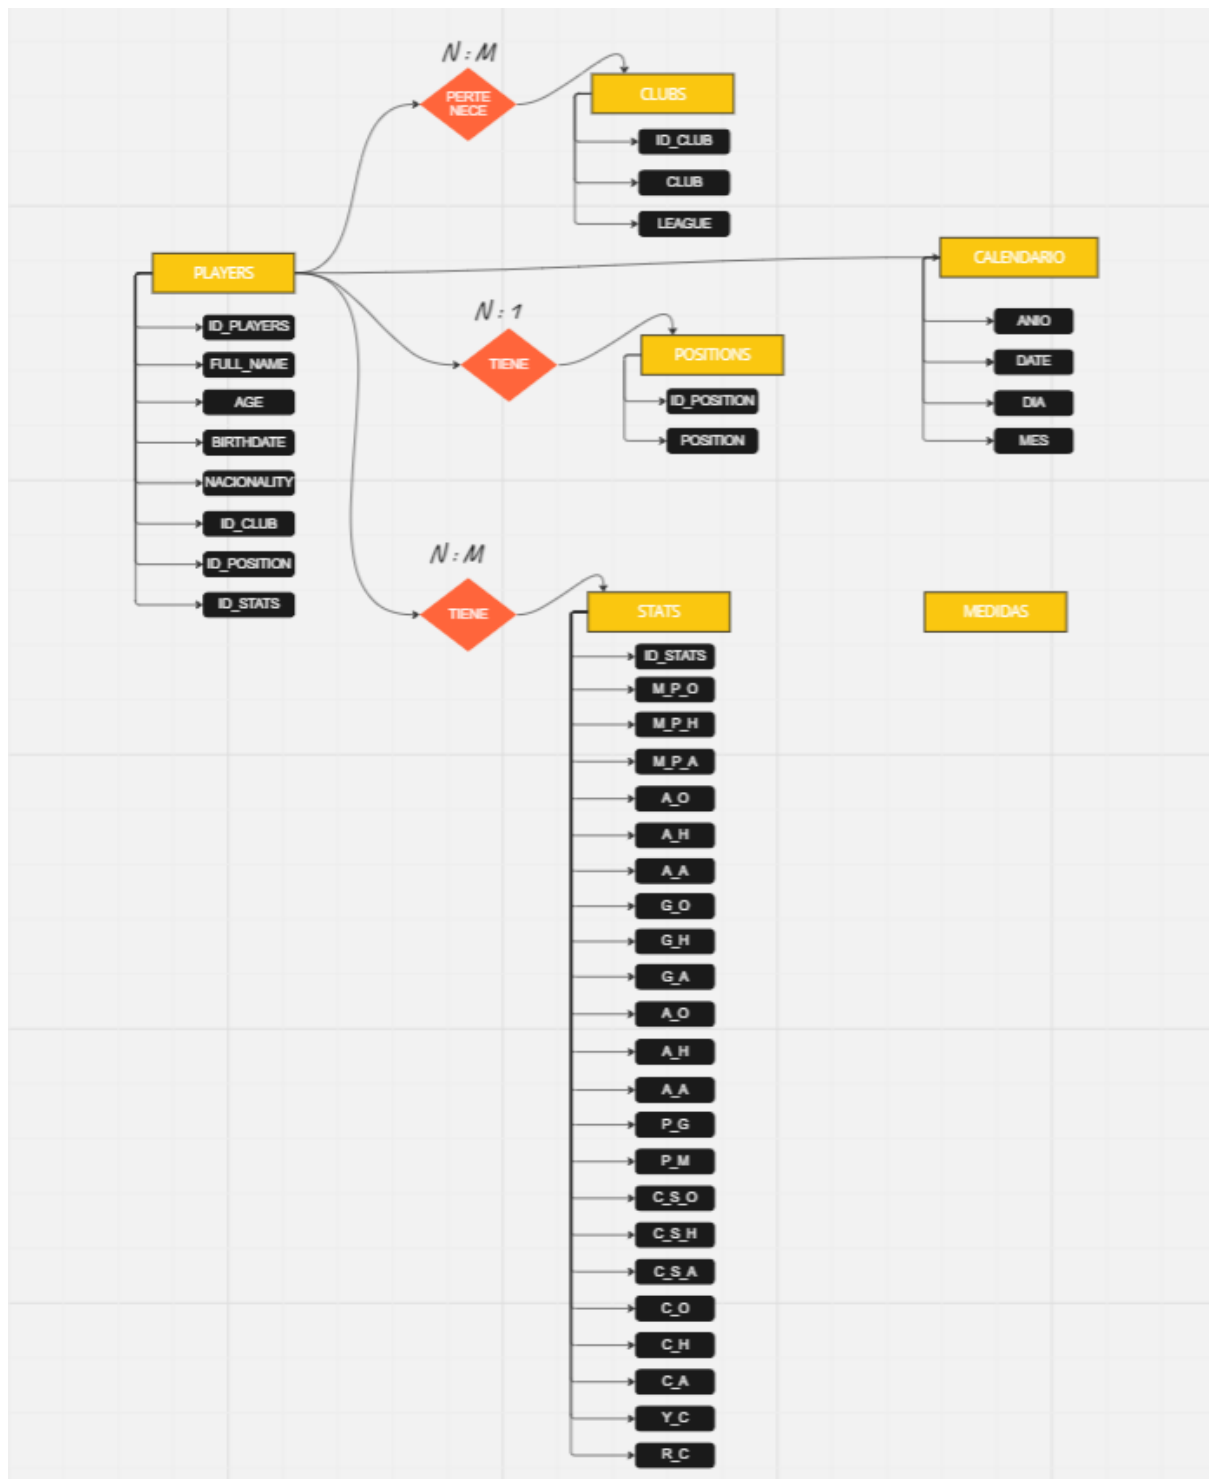 N:M
PERTE
NECE
CLUBS
ID_CLUB
CLUB
LEAGUE
PLAYERS
ID_PLAYERS
FULL_NAME
AGE
BIRTHDATE
NACIONALITY
ID_CLUB
ID_POSITION
ID_STATS
N:1
TIENE
POSITIONS
ID_POSITION
POSITION
CALENDARIO
ANIO
DATE
DIA
MES
N:M
TIENE
STATS
ID_STATS
M_P_O
M_P_H
M_P_A
A_O
A_H
A_A
G_O
G_H
G_A
A_O
A_H
A_A
P_G
P_M
C_S_O
C_S_H
C_S_A
C_O
C_H
C_A
Y_C
R_C
MEDIDAS